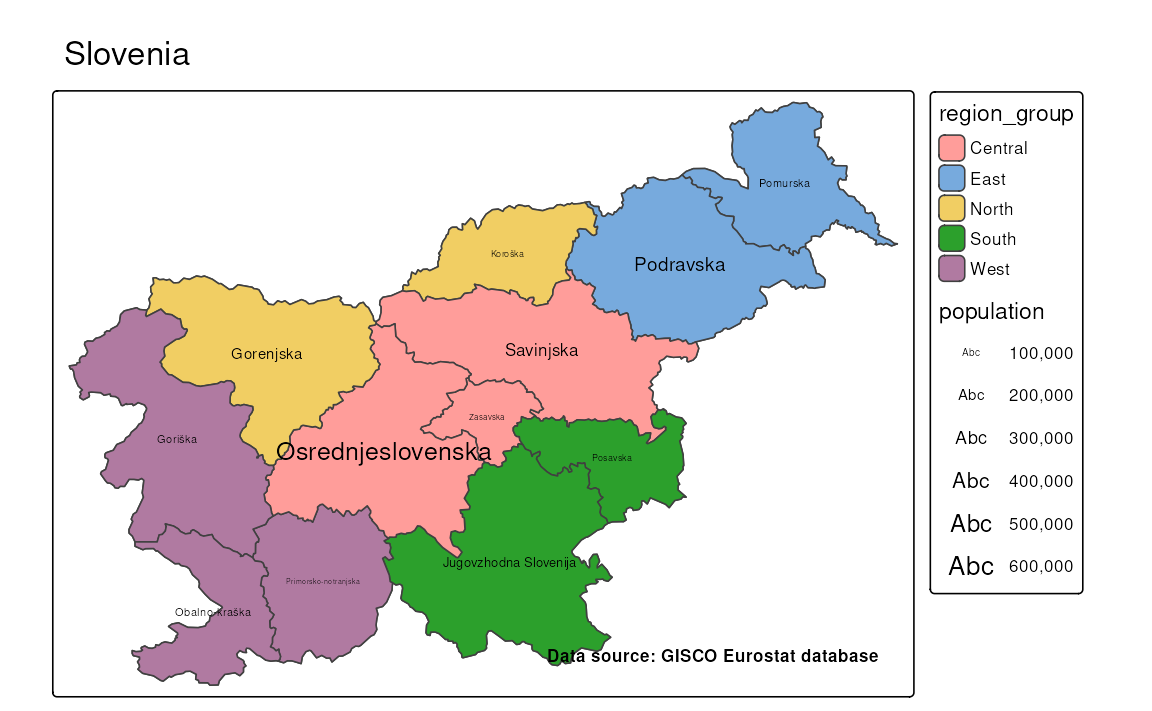 Slovenia
Pomurska
Koroška
Podravska
Gorenjska
Savinjska
Zasavska
Goriška
Osrednjeslovenska
Posavska
Jugovzhodna Slovenija
Primorsko-notranjska
Obalno-kraška
Data source: GISCO Eurostat database
region_group
Central
East
North
South
West
population
Abc 100,000
Abc 200,000
Abc 300,000
Abc 400,000
Abc 500,000
Abc 600,000